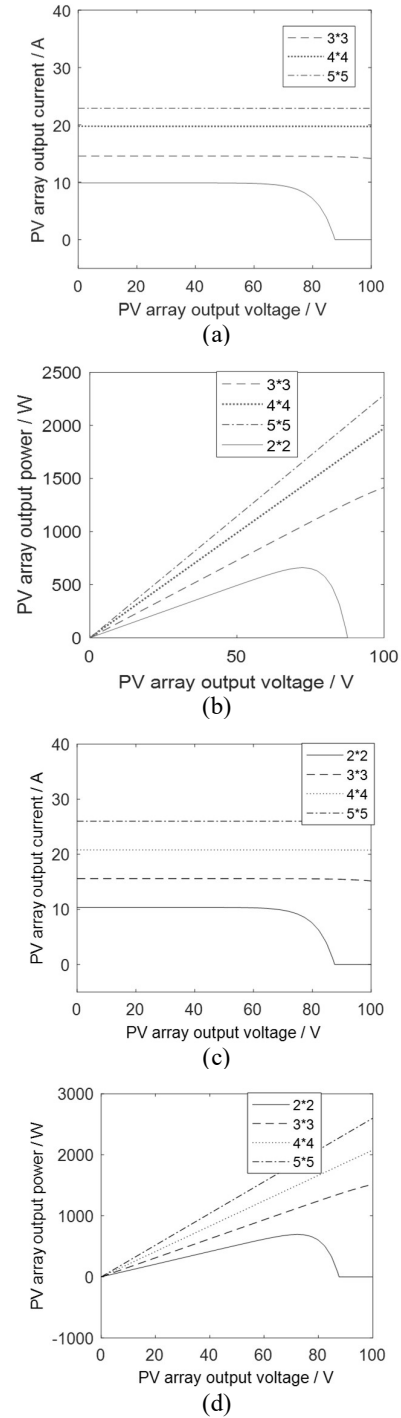 PV array output current / A
40
30
20
10
0
3*3
4*4
5*5
0 20 40 60 80 100
PV array output voltage / V
(a)
PV array output power / W
2500
2000
1500
1000
500
0
3*3
4*4
5*5
2*2
0 50 100
PV array output voltage / V
(b)
PV array output current / A
40
30
20
10
0
2*2
3*3
4*4
5*5
0 20 40 60 80 100
PV array output voltage / V
(c)
PV array output power / W
3000
2000
1000
0
-1000
2*2
3*3
4*4
5*5
0 20 40 60 80 100
PV array output voltage / V
(d)